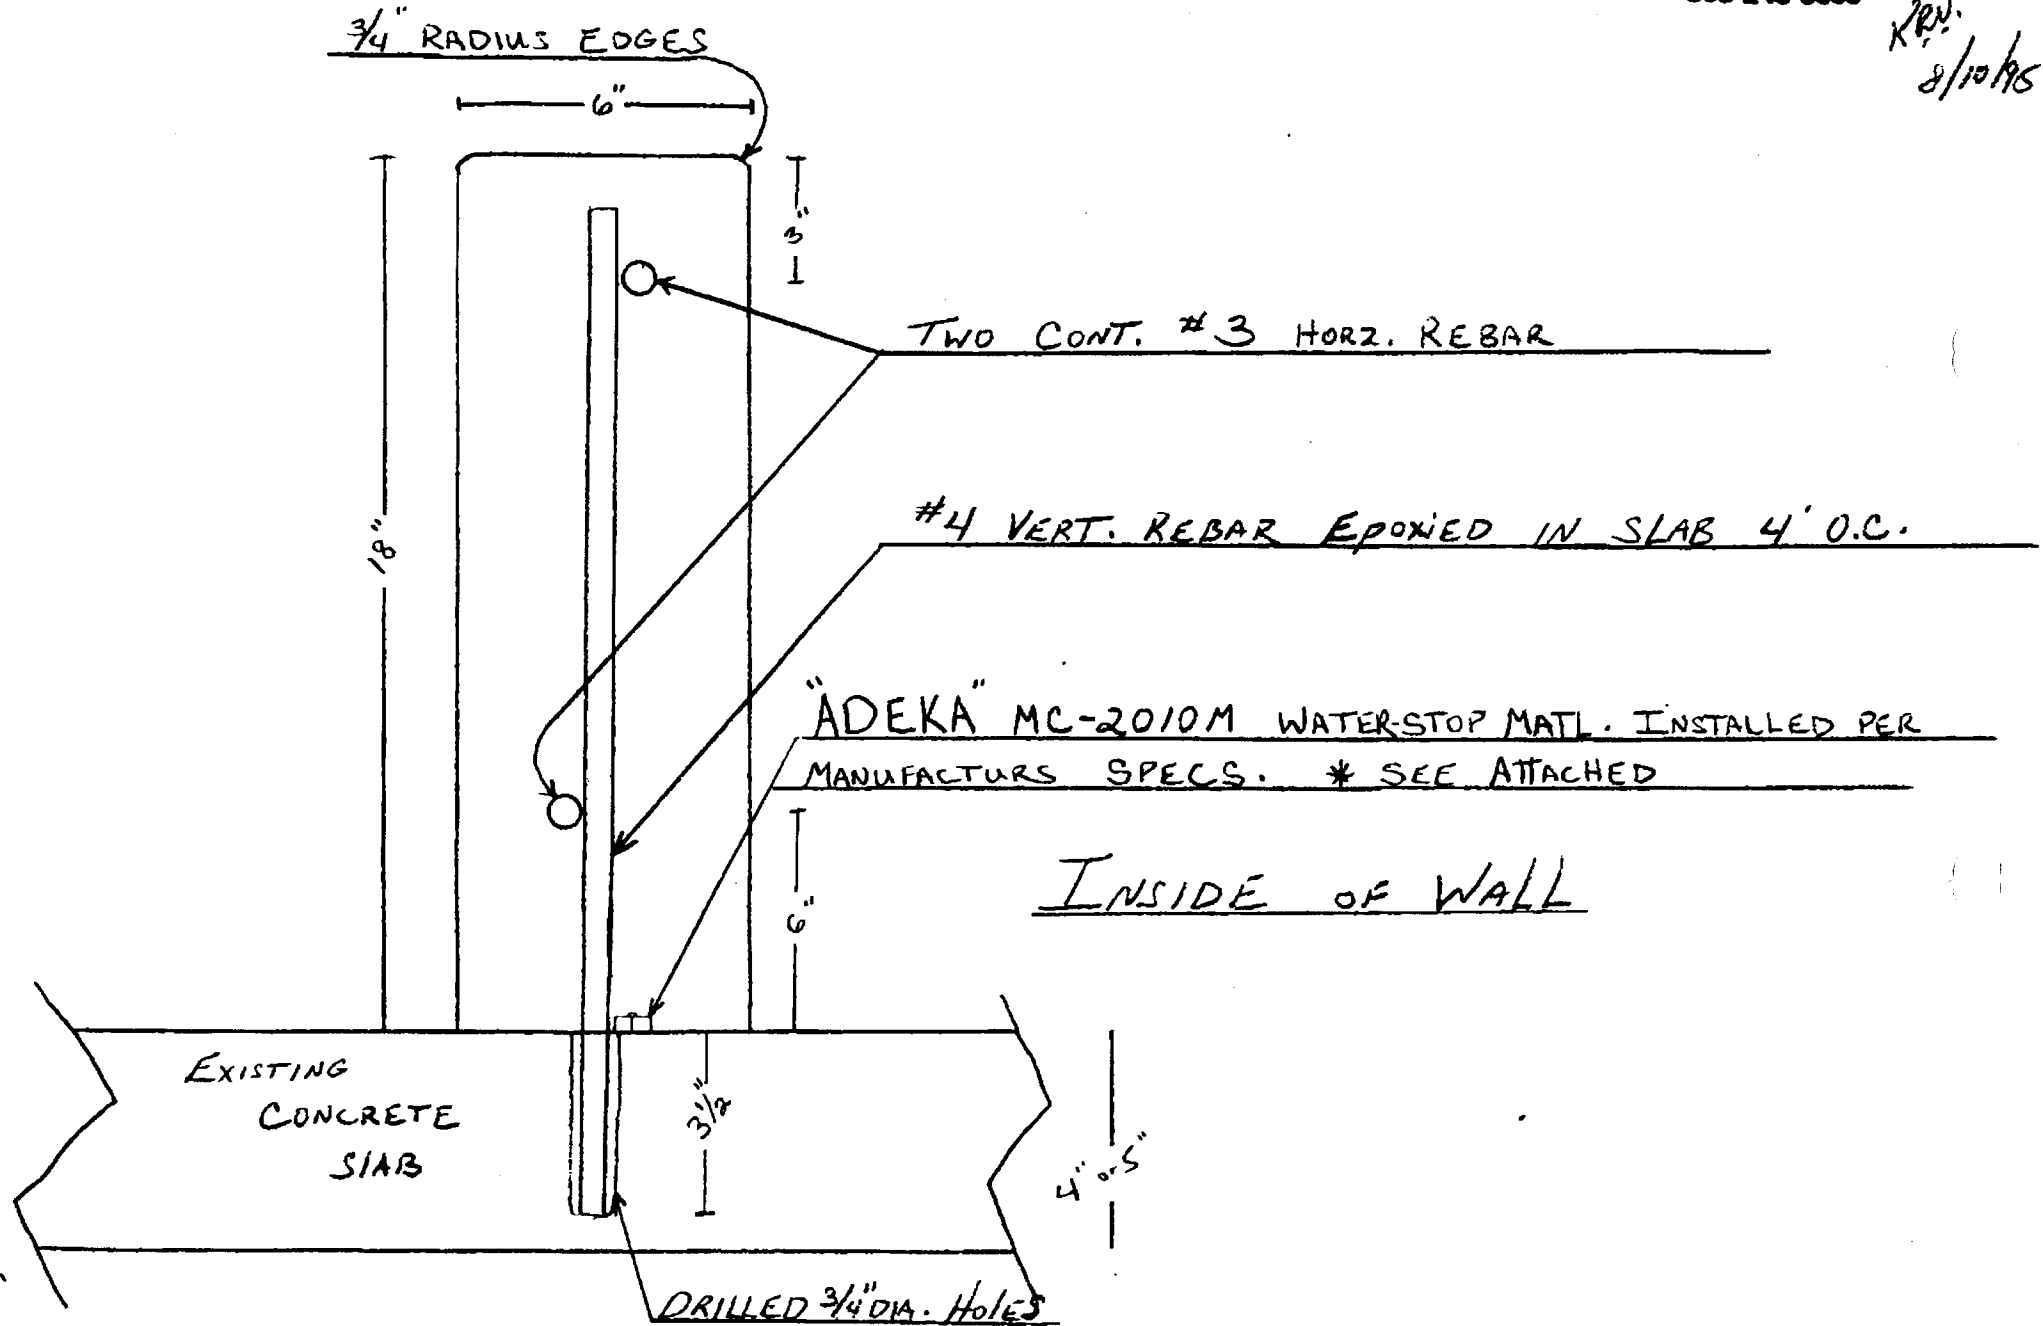 K.R.N.
8/10/95
3/4" RADIUS EDGES
6"
3"
18"
TWO CONT. #3 HORZ. REBAR
#4 VERT. REBAR EPOXIED IN SLAB 4' O.C.
"ADEKA" MC-2010M WATER-STOP MATL. INSTALLED PER
MANUFACTURS SPECS. * SEE ATTACHED
6"
INSIDE OF WALL
EXISTING
CONCRETE
SLAB
3 1/2"
4" or 5"
DRILLED 3/4" DIA. HOLES